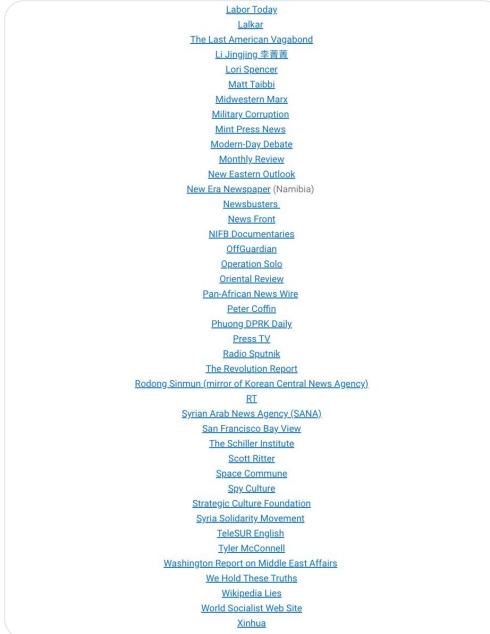 Labor Today
Lalkar
The Last American Vagabond
Li Jingjing 李菁菁
Lori Spencer
Matt Taibbi
Midwestern Marx
Military Corruption
Mint Press News
Modern-Day Debate
Monthly Review
New Eastern Outlook
New Era Newspaper (Namibia)
Newsbusters
News Front
NIFB Documentaries
OffGuardian
Operation Solo
Oriental Review
Pan-African News Wire
Peter Coffin
Phuong DPRK Daily
Press TV
Radio Sputnik
The Revolution Report
Rodong Sinmun (mirror of Korean Central News Agency)
RT
Syrian Arab News Agency (SANA)
San Francisco Bay View
The Schiller Institute
Scott Ritter
Space Commune
Spy Culture
Strategic Culture Foundation
Syria Solidarity Movement
TeleSUR English
Tyler McConnell
Washington Report on Middle East Affairs
We Hold These Truths
Wikipedia Lies
World Socialist Web Site
Xinhua